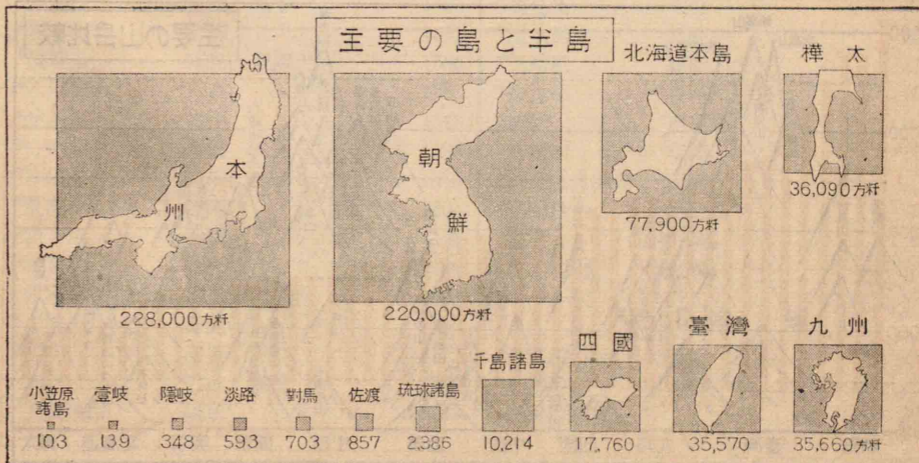 主要の島と半島
本
州
228,000方粁
朝
鮮
220,000方粁
北海道本島
77,900方粁
樺太
36,090方粁
小笠原
諸島
103
壹岐
139
隱岐
348
淡路
593
對馬
703
佐渡
857
琉球諸島
2,386
千島諸島
10,214
四國
17,760
臺灣
35,570
九州
35,660方粁